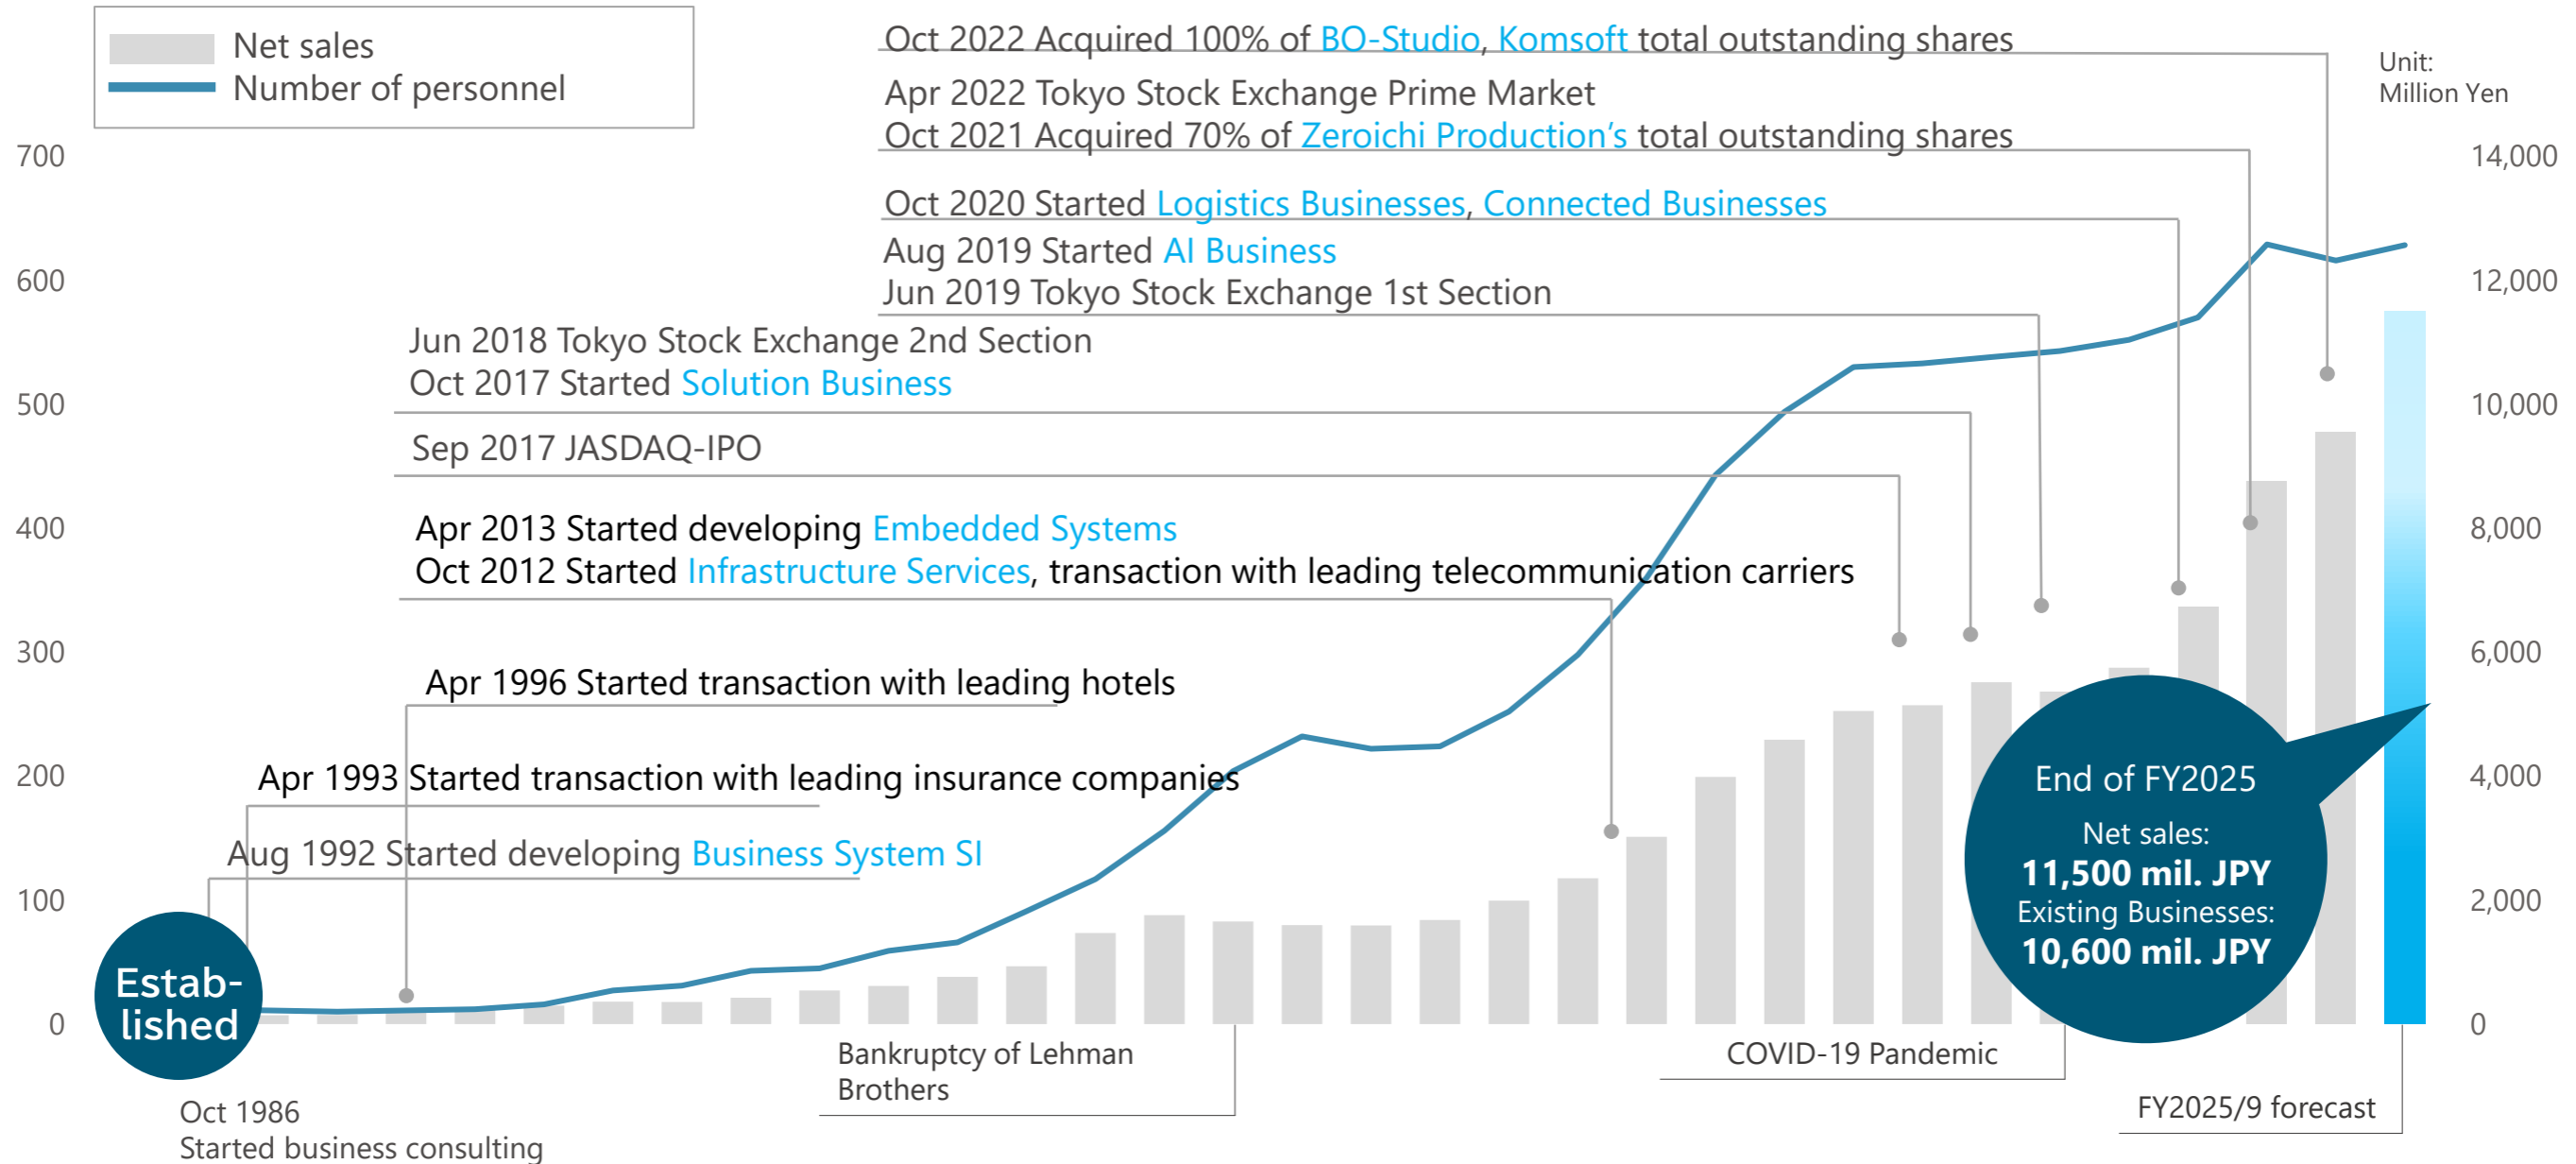 Net sales
Number of personnel
Oct 2022 Acquired 100% of BO-Studio, Komsoft total outstanding shares
Unit:
Million Yen
Apr 2022 Tokyo Stock Exchange Prime Market
Oct 2021 Acquired 70% of Zeroichi Production’s total outstanding shares
Oct 2020 Started Logistics Businesses, Connected Businesses
Aug 2019 Started AI Business
Jun 2019 Tokyo Stock Exchange 1st Section
Jun 2018 Tokyo Stock Exchange 2nd Section
Oct 2017 Started Solution Business
Sep 2017 JASDAQ-IPO
Apr 2013 Started developing Embedded Systems
Oct 2012 Started Infrastructure Services, transaction with leading telecommunication carriers
Apr 1996 Started transaction with leading hotels
Apr 1993 Started transaction with leading insurance companies
Aug 1992 Started developing Business System SI
700
600
500
400
300
200
100
0
14,000
12,000
10,000
8,000
6,000
4,000
2,000
0
Estab-
lished
End of FY2025
Net sales:
11,500 mil. JPY
Existing Businesses:
10,600 mil. JPY
Bankruptcy of Lehman
Brothers
COVID-19 Pandemic
FY2025/9 forecast
Oct 1986
Started business consulting